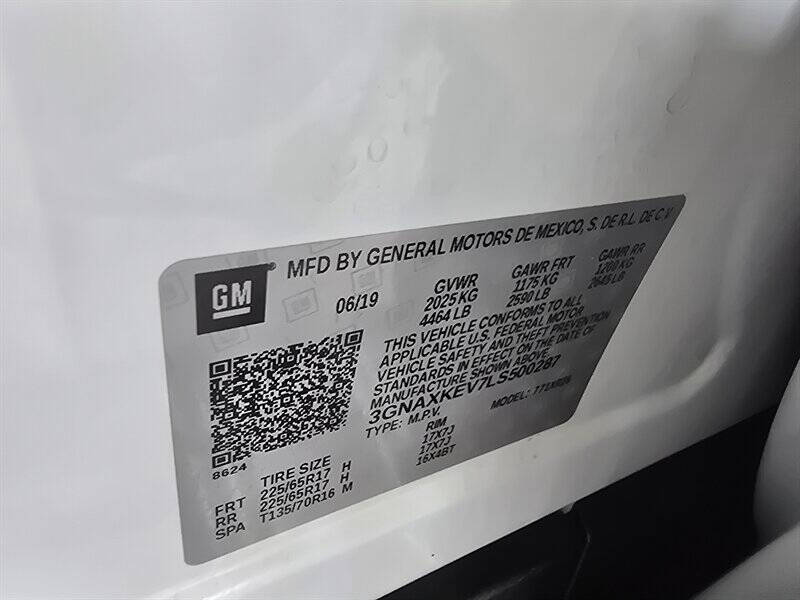 GM
MFD BY GENERAL MOTORS DE MEXICO, S. DE R.L. DE C.V.
06/19 GVWR GAWR FRT GAWR RR
2025 KG 1175 KG 1200 KG
4464 LB 2590 LB 2645 LB
THIS VEHICLE CONFORMS TO ALL
APPLICABLE U.S. FEDERAL MOTOR
VEHICLE SAFETY AND THEFT PREVENTION
STANDARDS IN EFFECT ON THE DATE OF
MANUFACTURE SHOWN ABOVE.
3GNAXKEV7LS500287
TYPE: M.P.V. MODEL:
8624
TIRE SIZE RIM
FRT 225/65R17 H 17X7J
RR 225/65R17 H 17X7J
SPA T135/70R16 M 16X4BT